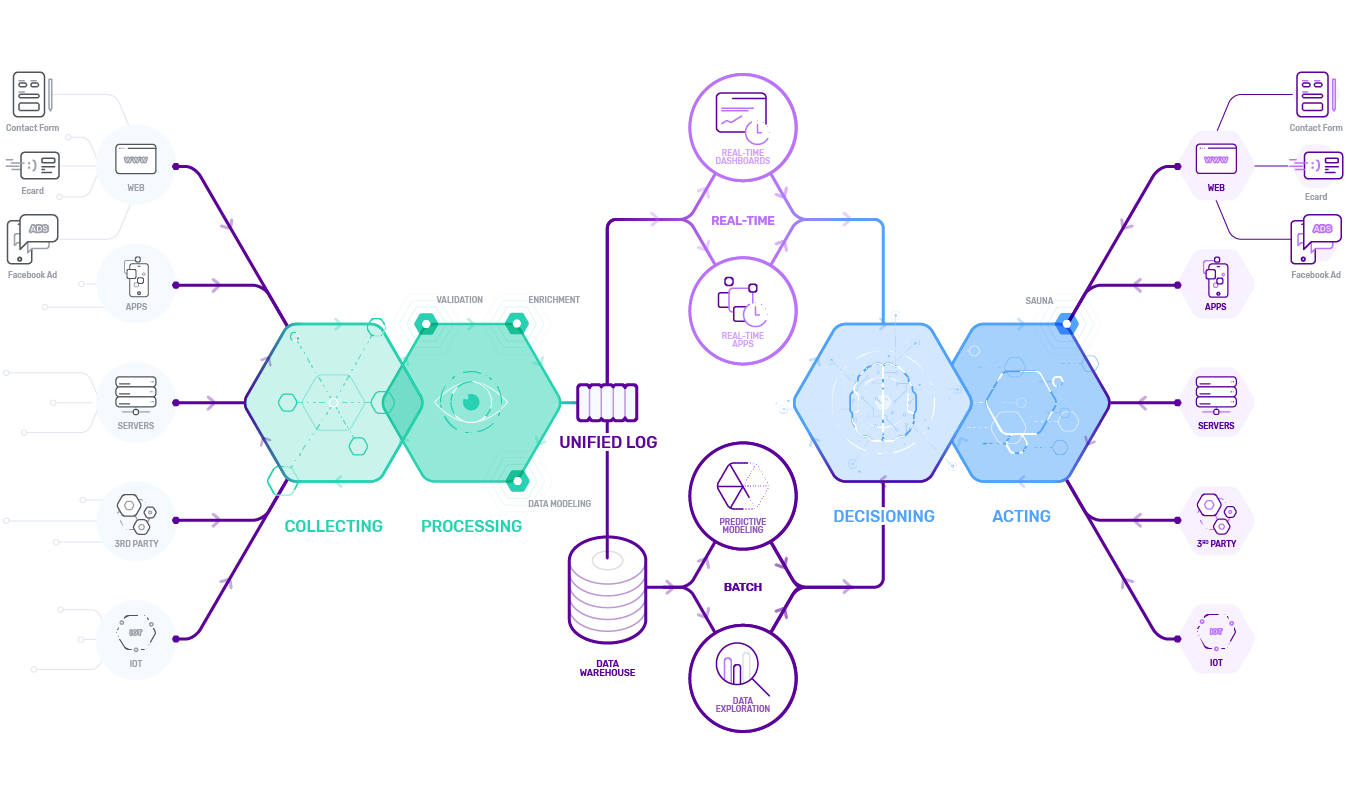 Contact Form
WWW
WEB
Ecard
ADS
Facebook Ad
APPS
SERVERS
3RD PARTY
IOT
IOT
VALIDATION
ENRICHMENT
DATA MODELING
COLLECTING
PROCESSING
UNIFIED LOG
DATA
WAREHOUSE
REAL-TIME
DASHBOARDS
REAL-TIME
REAL-TIME
APPS
PREDICTIVE
MODELING
BATCH
DATA
EXPLORATION
DECISIONING
ACTING
SAUNA
Contact Form
WWW
WEB
Ecard
ADS
Facebook Ad
APPS
SERVERS
3RD PARTY
IOT
IOT